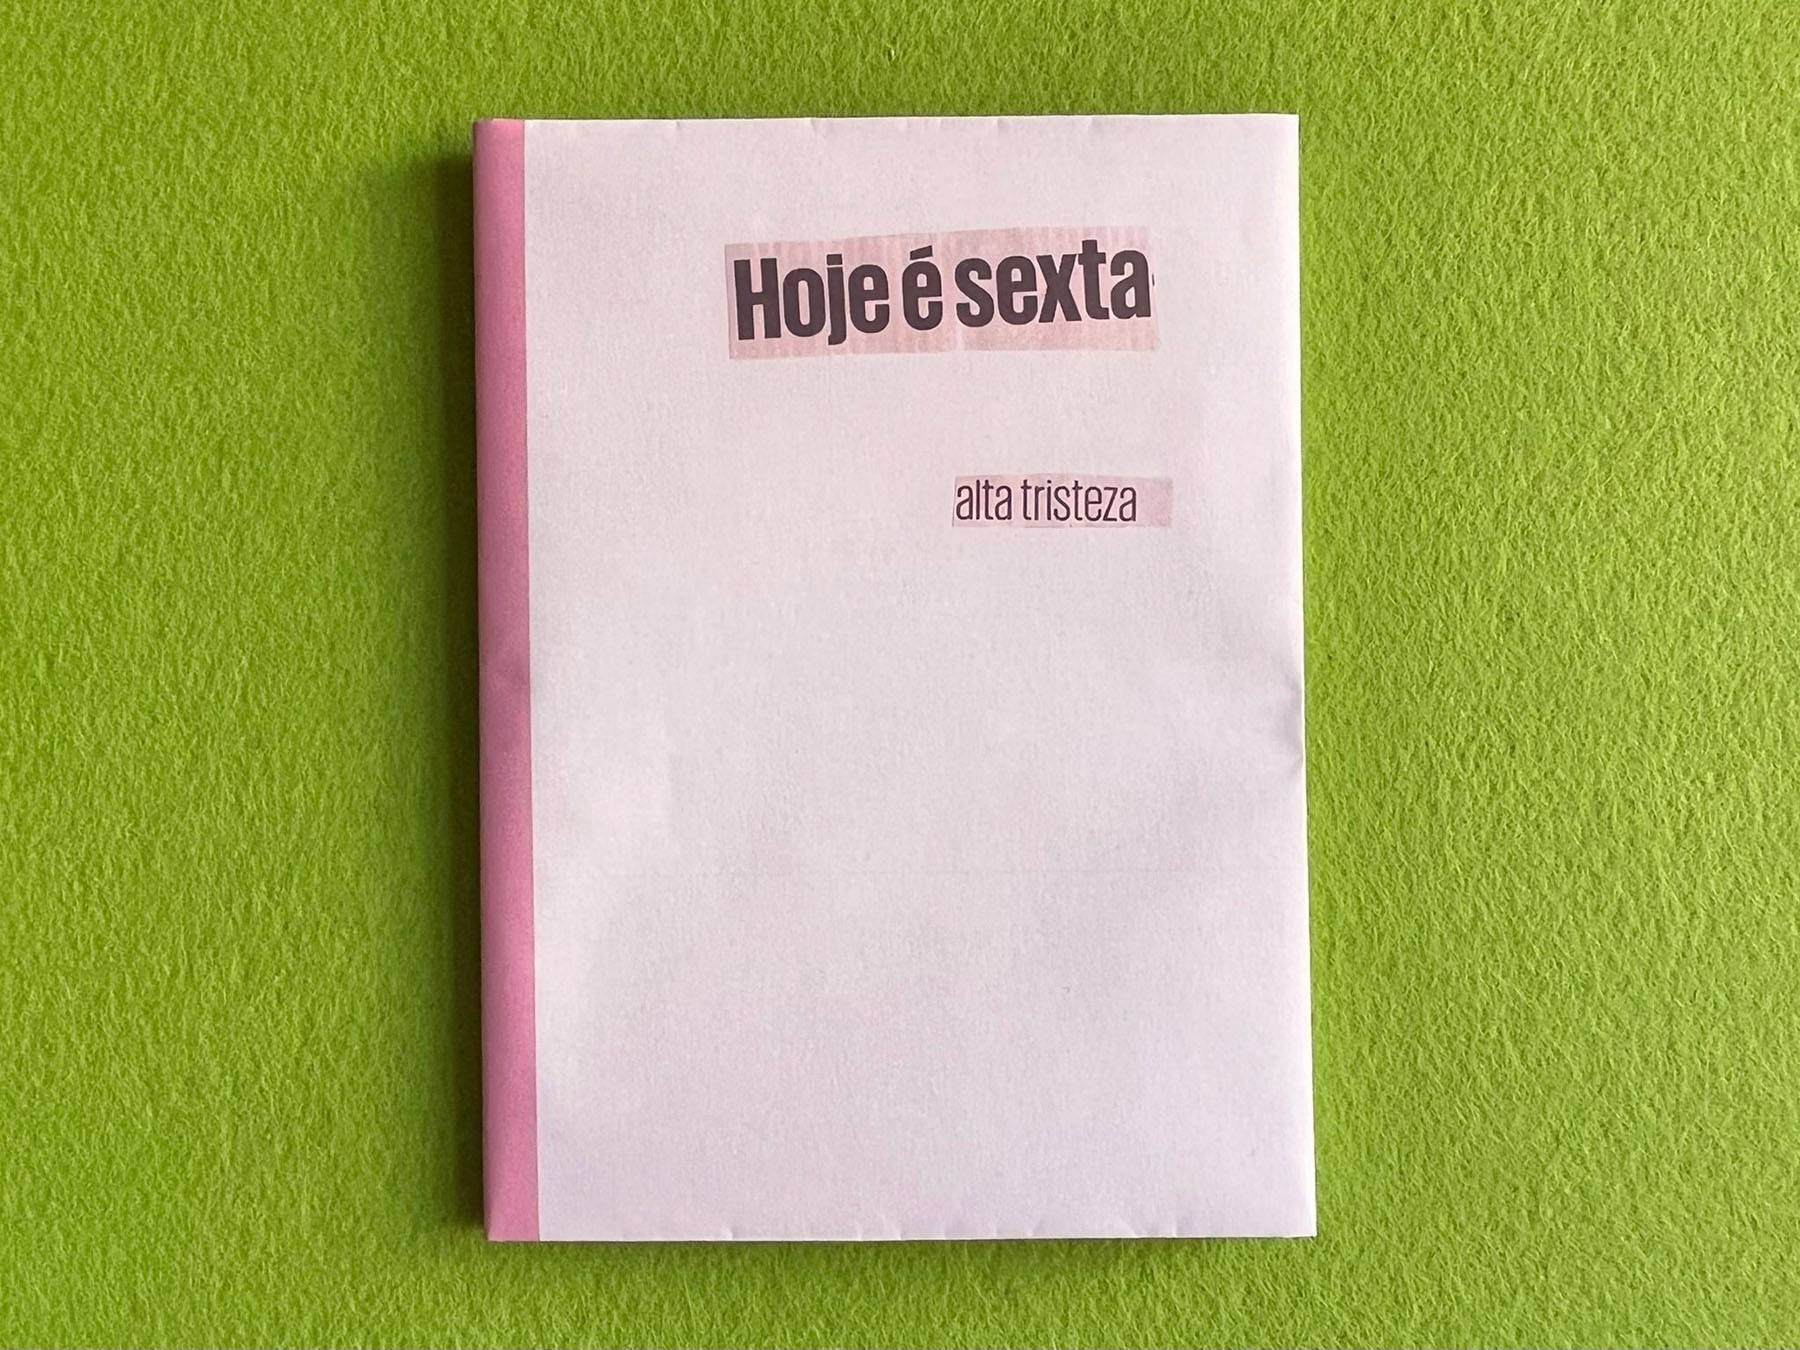 Hoje é sexta
alta tristeza